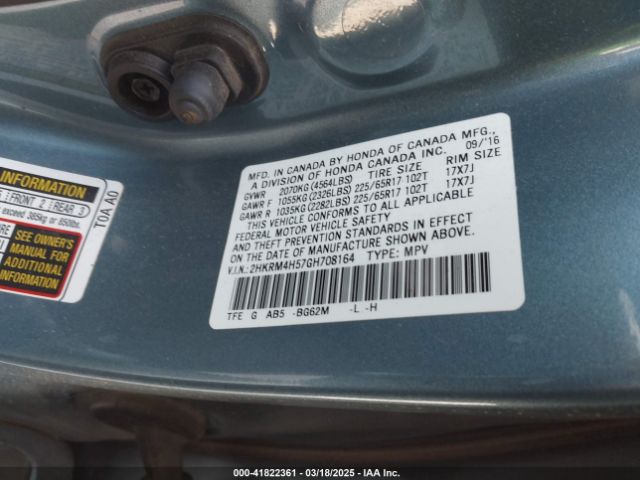 INFORMATION
FRONT 2 REAR 3
exceed 385kg or 850lbs.
SEE OWNER'S
MANUAL FOR
ADDITIONAL
INFORMATION
T0A A0
MFD. IN CANADA BY HONDA OF CANADA MFG.,
A DIVISION OF HONDA CANADA INC. 09/'16
GVWR 2070KG(4564LBS) TIRE SIZE RIM SIZE
GAWR F 1055KG(2326LBS) 225/65R17 102T 17X7J
GAWR R 1035KG(2282LBS) 225/65R17 102T 17X7J
THIS VEHICLE CONFORMS TO ALL APPLICABLE
FEDERAL MOTOR VEHICLE SAFETY
AND THEFT PREVENTION STANDARDS IN EFFECT
ON THE DATE OF MANUFACTURE SHOWN ABOVE.
V.I.N.: 2HKRM4H57GH708164 TYPE: MPV
TFE G AB5 -BG62M -L -H
000-41822361 - 03/18/2025 - IAA Inc.